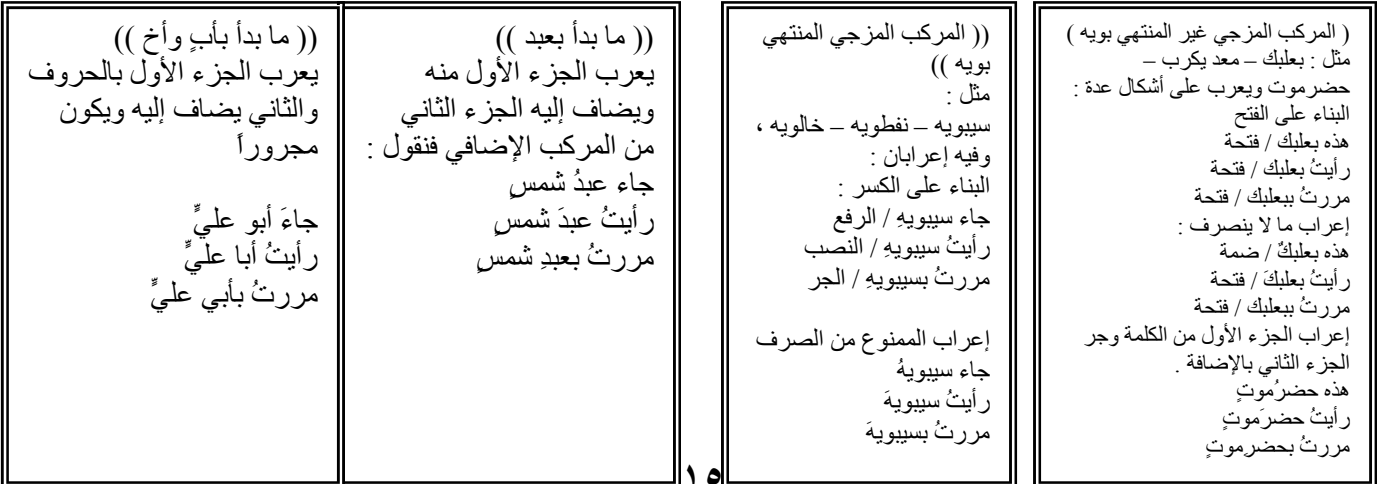 ( المركب المزجي غير المنتهي بويه )
مثل : بعلبك – معد يكرب –
حضرموت ويعرب على أشكال عدة :
البناء على الفتح
هذه بعلبك / فتحة
رأيتُ بعلبك / فتحة
مررتُ ببعلبك / فتحة
إعراب ما لا ينصرف :
هذه بعلبكٌ / ضمة
رأيتُ بعلبكَ / فتحة
مررتُ ببعلبك / فتحة
إعراب الجزء الأول من الكلمة وجر
الجزء الثاني بالإضافة .
هذه حضرُموتٍ
رأيتُ حضرَموتٍ
مررتُ بحضرِموتٍ
(( المركب المزجي المنتهي
بويه ))
مثل :
سيبويه – نفطويه – خالويه ،
وفيه إعرابان :
البناء على الكسر :
جاء سيبويهِ / الرفع
رأيتُ سيبويهِ / النصب
مررتُ بسيبويهِ / الجر
إعراب الممنوع من الصرف
جاء سيبويهُ
رأيتُ سيبويهَ
مررتُ بسيبويهَ
(( ما بدأ بعبد ))
يعرب الجزء الأول منه
ويضاف إليه الجزء الثاني
من المركب الإضافي فنقول :
جاء عبدُ شمسٍ
رأيتُ عبدَ شمسٍ
مررتُ بعبدِ شمسٍ
(( ما بدأ بأبٍ وأخ ))
يعرب الجزء الأول بالحروف
والثاني يضاف إليه ويكون
مجروراً
جاءَ أبو عليٍّ
رأيتُ أبا عليٍّ
مررتُ بأبي عليٍّ
١٥